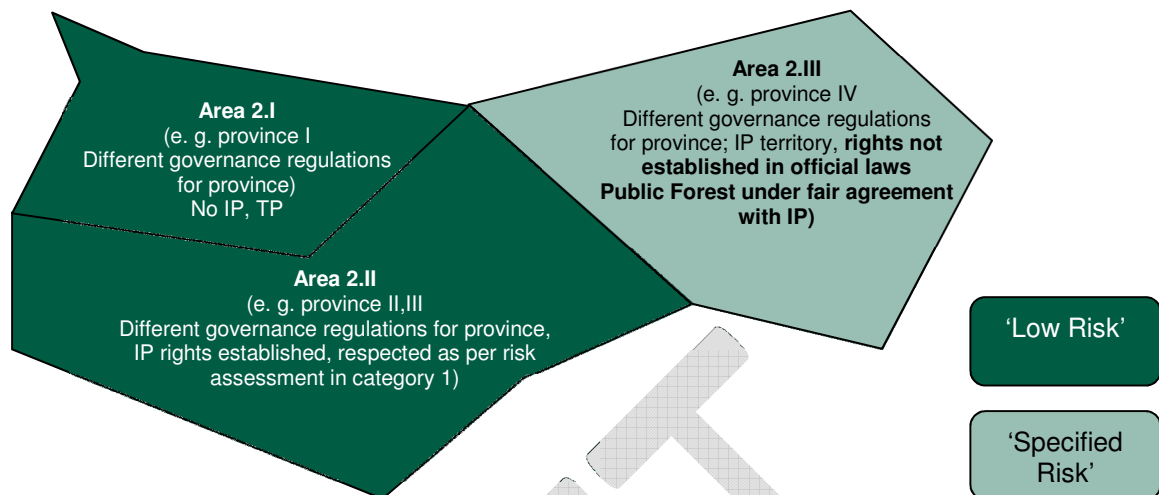 Area 2.I
(e. g. province I
Different governance regulations
for province)
No IP, TP
Area 2.III
(e. g. province IV
Different governance regulations
for province; IP territory, rights not
established in official laws
Public Forest under fair agreement
with IP)
Area 2.II
(e. g. province II,III
Different governance regulations for province,
IP rights established, respected as per risk
assessment in category 1)
‘Low Risk’
‘Specified
Risk’